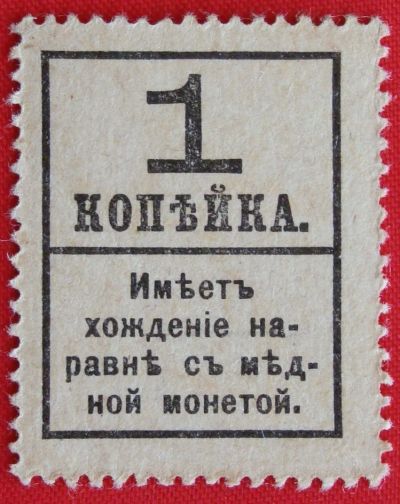 1
КОПѢЙКА.
Имѣетъ
хожденіе на-
равнѣ съ мѣд-
ной монетой.